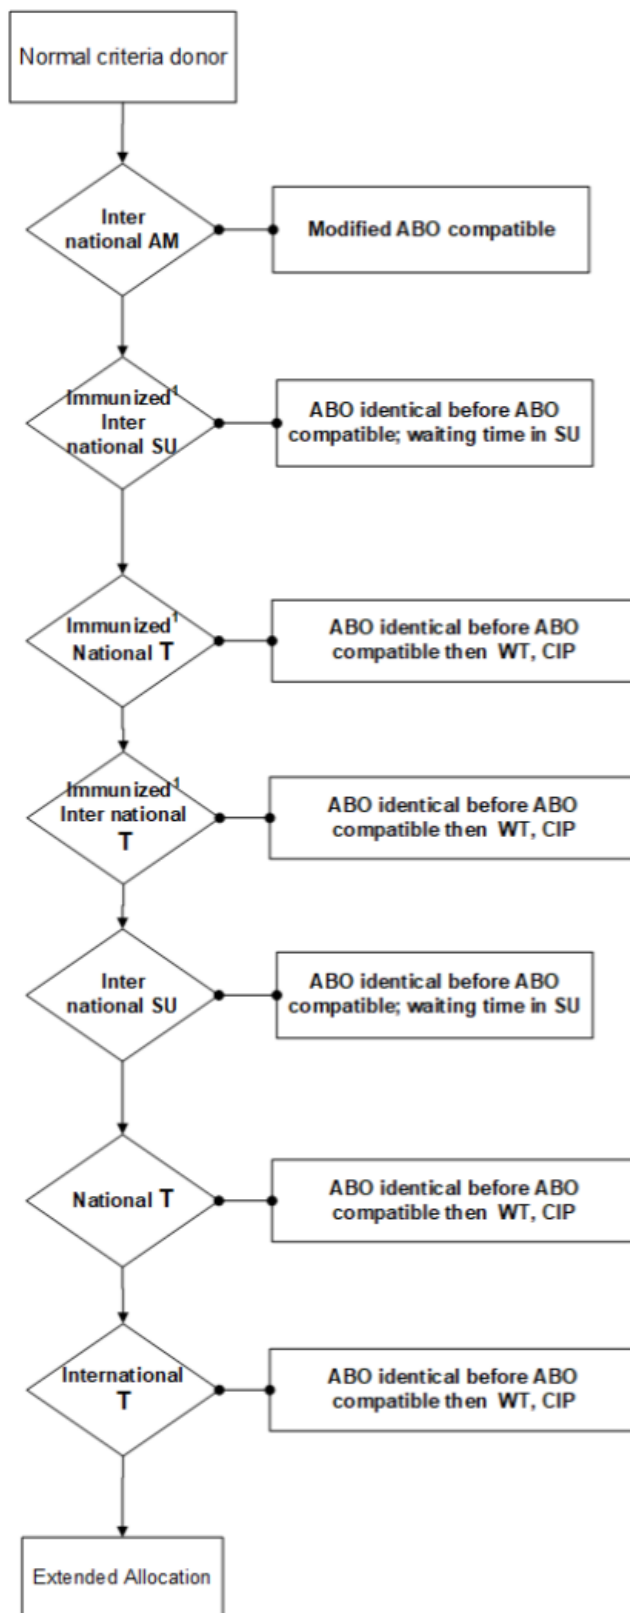 Normal criteria donor
Inter
national AM
Modified ABO compatible
Immunized¹
Inter
national SU
ABO identical before ABO
compatible; waiting time in SU
Immunized¹
National T
ABO identical before ABO
compatible then WT, CIP
Immunized¹
Inter national
T
ABO identical before ABO
compatible then WT, CIP
Inter
national SU
ABO identical before ABO
compatible; waiting time in SU
National T
ABO identical before ABO
compatible then WT, CIP
International
T
ABO identical before ABO
compatible then WT, CIP
Extended Allocation